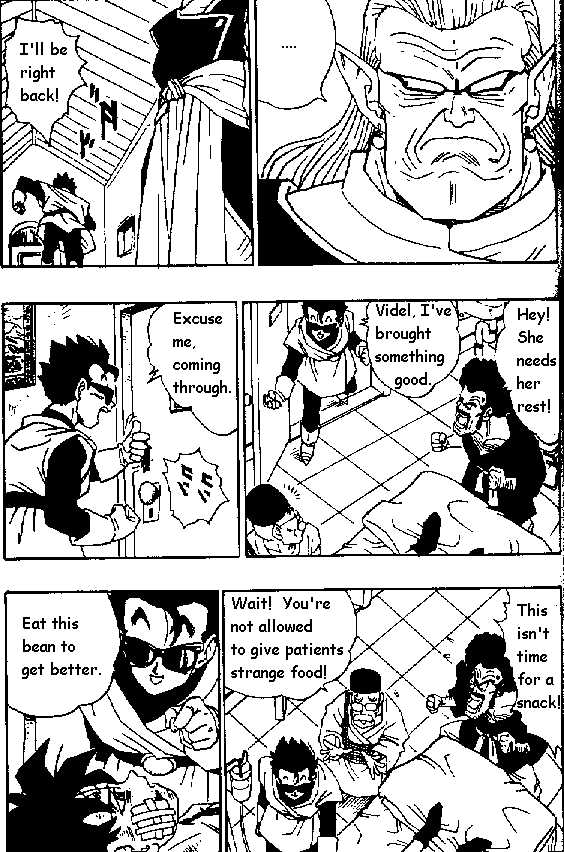 I'll be
right
back!
....
Excuse
me,
coming
through.
Videl, I've
brought
something
good.
Hey!
She
needs
her
rest!
Eat this
bean to
get better.
Wait! You're
not allowed
to give patients
strange food!
This
isn't
time
for a
snack!